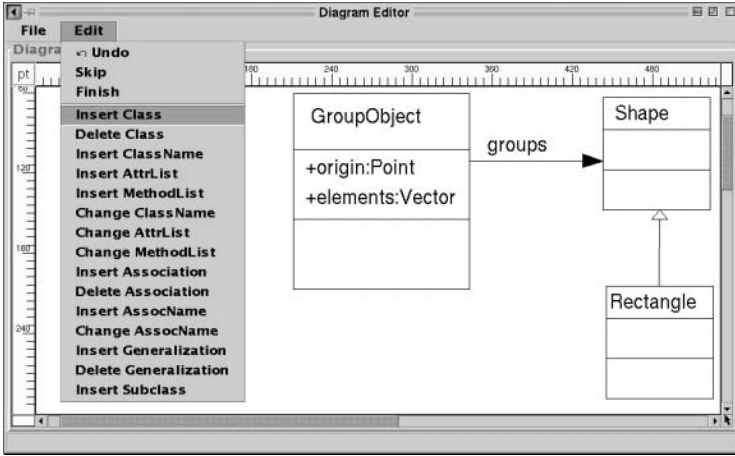 Diagram Editor
File Edit
Diagra
Undo
Skip
Finish
Insert Class
Delete Class
Insert ClassName
Insert AttrList
Insert MethodList
Change ClassName
Change AttrList
Change MethodList
Insert Association
Delete Association
Insert AssocName
Change AssocName
Insert Generalization
Delete Generalization
Insert Subclass
pt
180 240 300 360 420 480
60
120
180
240
GroupObject
+origin:Point
+elements:Vector
groups
Shape
Rectangle